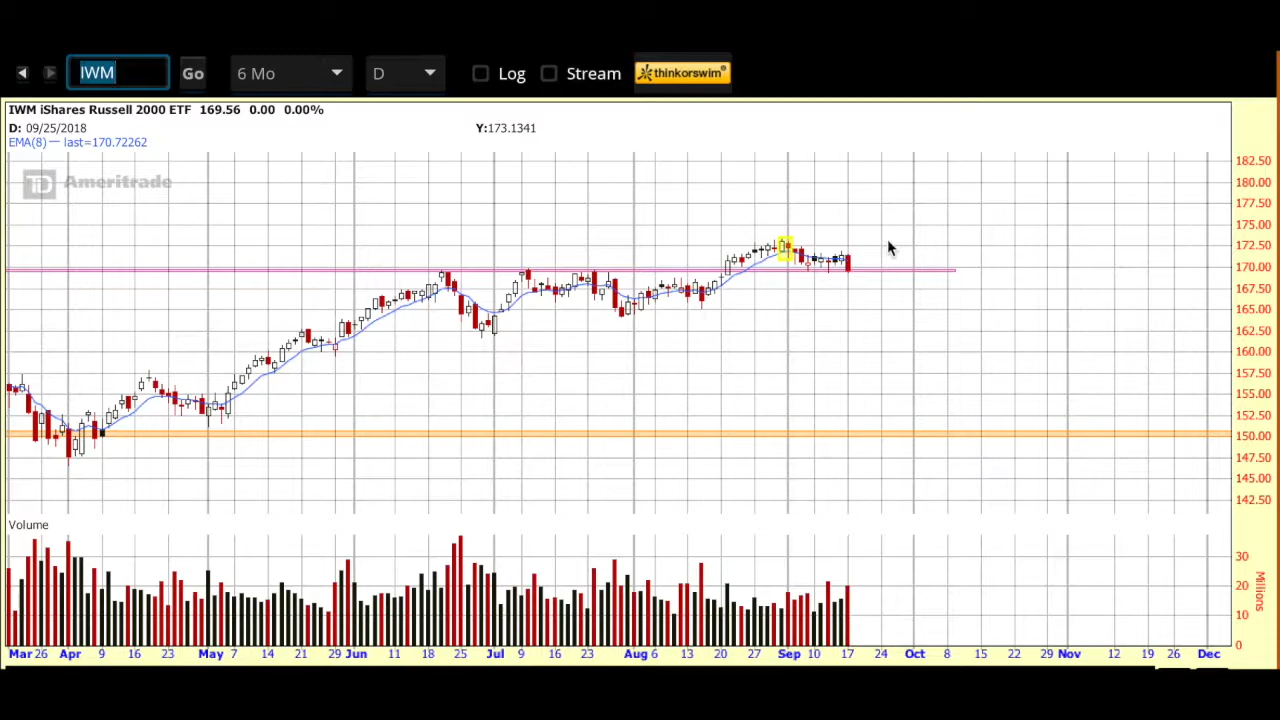 IWM Go 6 Mo D Log Stream thinkorswim®
IWM iShares Russell 2000 ETF 169.56 0.00 0.00%
D: 09/25/2018 Y:173.1341
EMA(8) — last=170.72262
TD Ameritrade
182.50
180.00
177.50
175.00
172.50
170.00
167.50
165.00
162.50
160.00
157.50
155.00
152.50
150.00
147.50
145.00
142.50
Volume
30
20
10
0
Millions
Mar 26 Apr 9 16 23 May 7 14 21 29 Jun 11 18 25 Jul 9 16 23 Aug 6 13 20 27 Sep 10 17 24 Oct 8 15 22 29 Nov 12 19 26 Dec